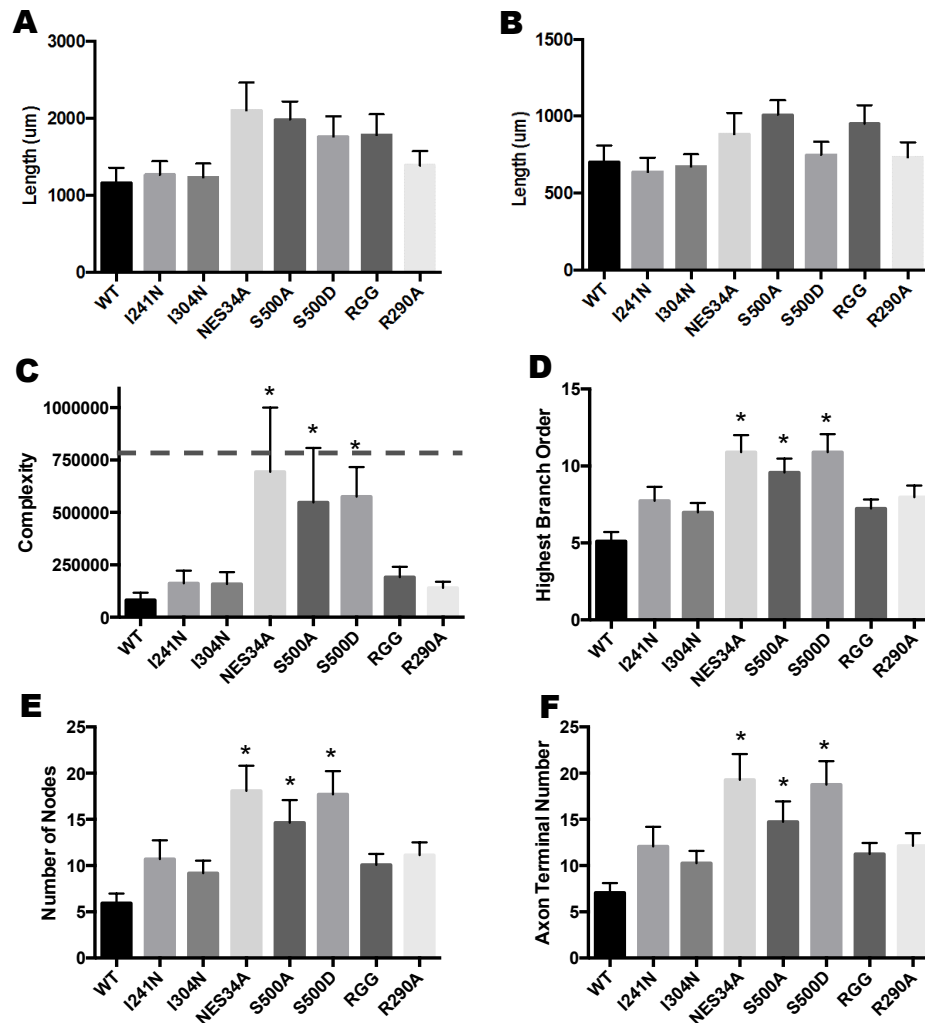 A
Length (um)
3000
2000
1000
0
WT
I241N
I304N
NES34A
S500A
S500D
RGG
R290A
B
Length (um)
1500
1000
500
0
WT
I241N
I304N
NES34A
S500A
S500D
RGG
R290A
C
Complexity
1000000
750000
500000
250000
0
* * *
WT
I241N
I304N
NES34A
S500A
S500D
RGG
R290A
D
Highest Branch Order
15
10
5
0
* * *
WT
I241N
I304N
NES34A
S500A
S500D
RGG
R290A
E
Number of Nodes
25
20
15
10
5
0
* * *
WT
I241N
I304N
NES34A
S500A
S500D
RGG
R290A
F
Axon Terminal Number
25
20
15
10
5
0
* * *
WT
I241N
I304N
NES34A
S500A
S500D
RGG
R290A